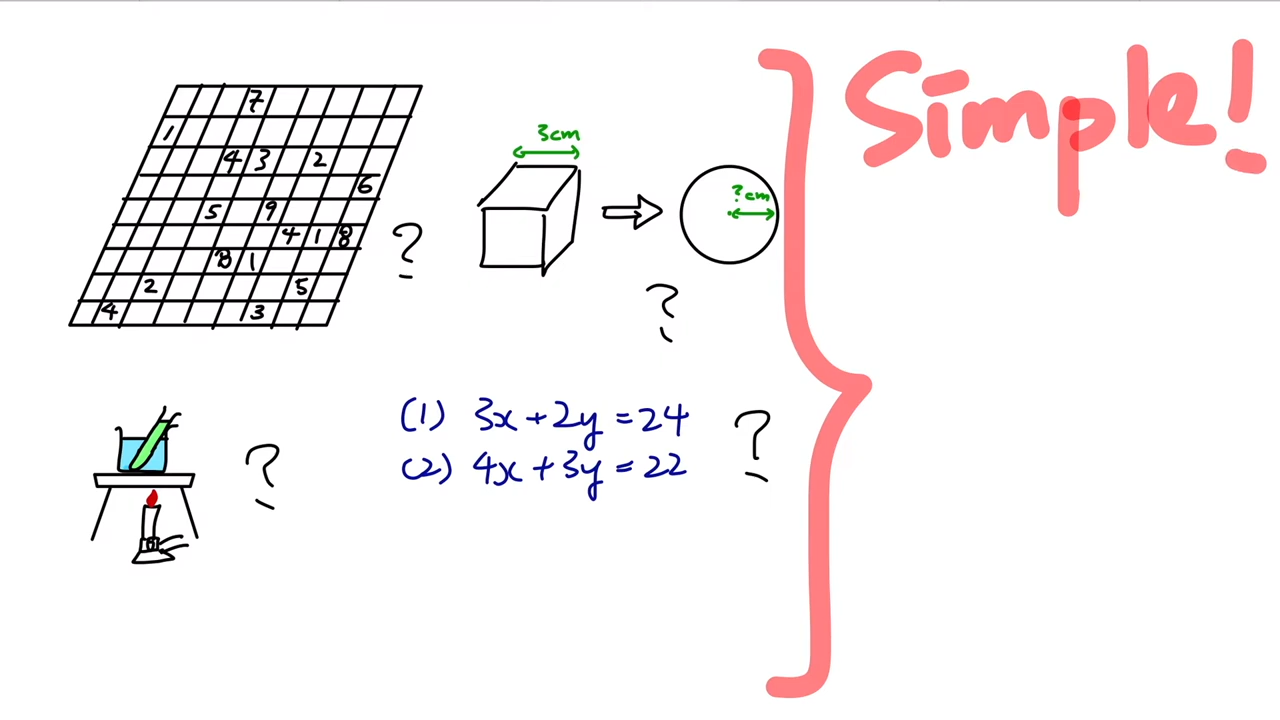 7
1
4 3 2
6
5 9
4 1 8
8 1
2 5
4 3
?
3cm
?cm
?
Simple!
?
(1) 3x+2y=24
(2) 4x+3y=22
?